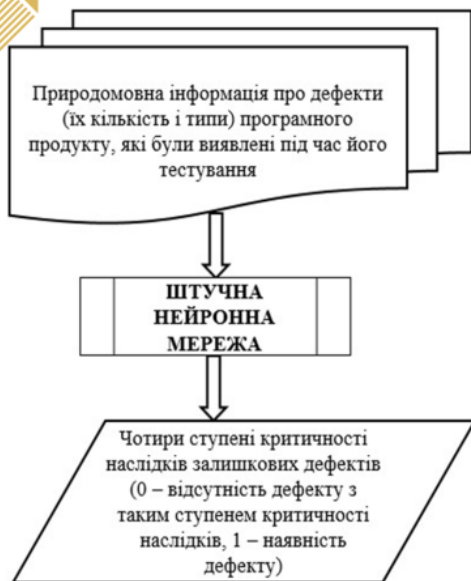 Природомовна інформація про дефекти
(їх кількість і типи) програмного
продукту, які були виявлені під час його
тестування
ШТУЧНА
НЕЙРОННА
МЕРЕЖА
Чотири ступені критичності
наслідків залишкових дефектів
(0 – відсутність дефекту з
таким ступенем критичності
наслідків, 1 – наявність
дефекту)